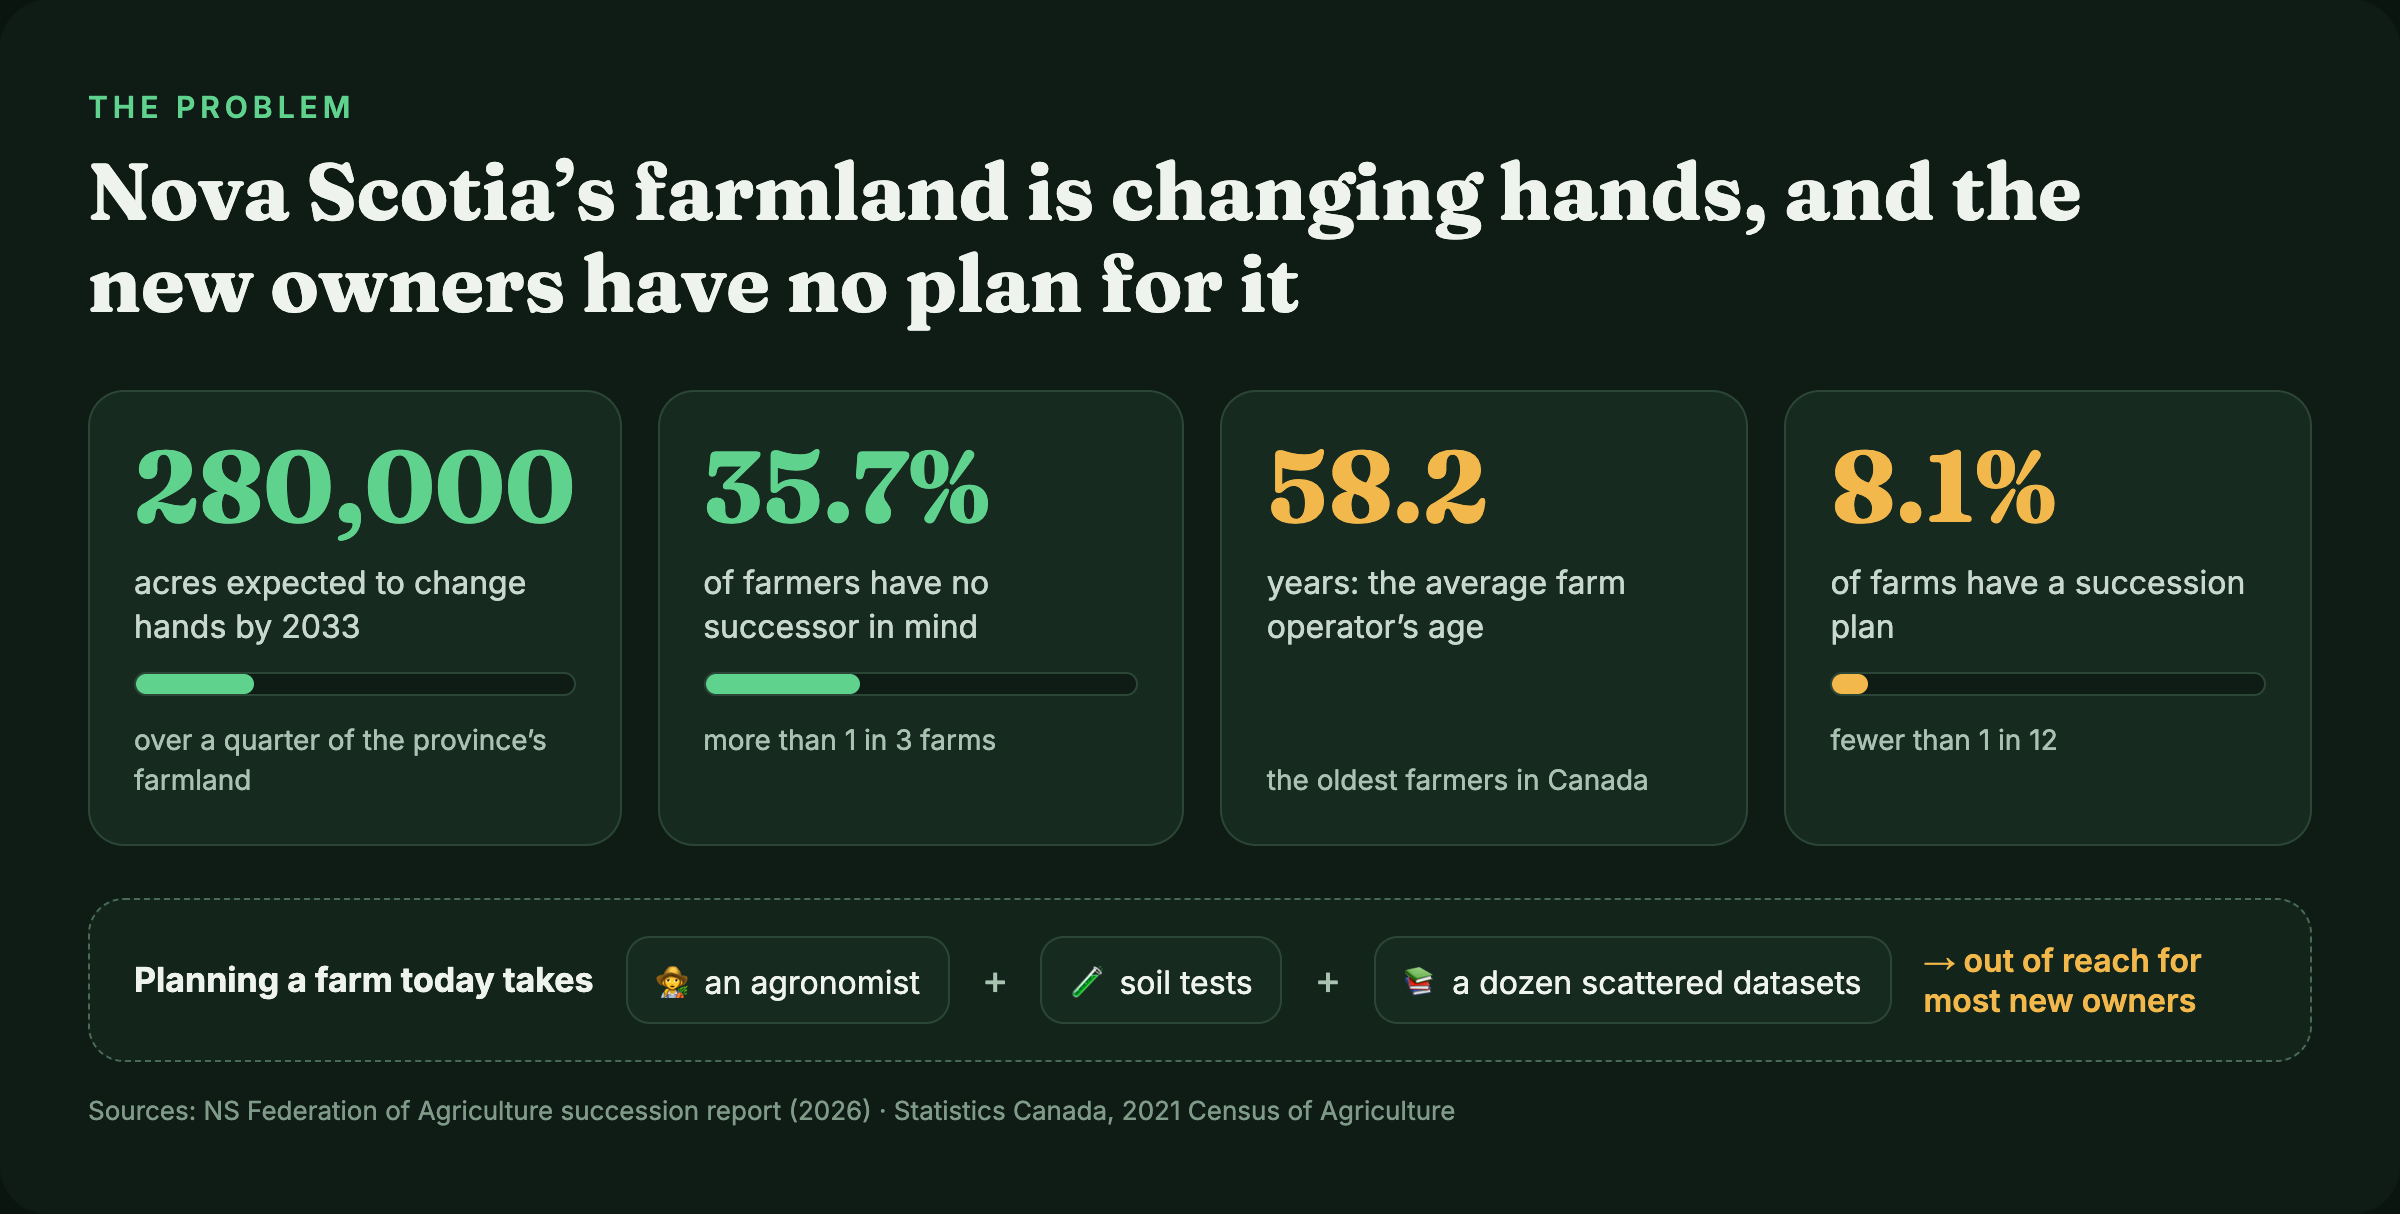 THE PROBLEM
Nova Scotia’s farmland is changing hands, and the
new owners have no plan for it
280,000
acres expected to change
hands by 2033
over a quarter of the province’s
farmland
35.7%
of farmers have no
successor in mind
more than 1 in 3 farms
58.2
years: the average farm
operator’s age
the oldest farmers in Canada
8.1%
of farms have a succession
plan
fewer than 1 in 12
Planning a farm today takes
an agronomist
+
soil tests
+
a dozen scattered datasets
→ out of reach for
most new owners
Sources: NS Federation of Agriculture succession report (2026) · Statistics Canada, 2021 Census of Agriculture